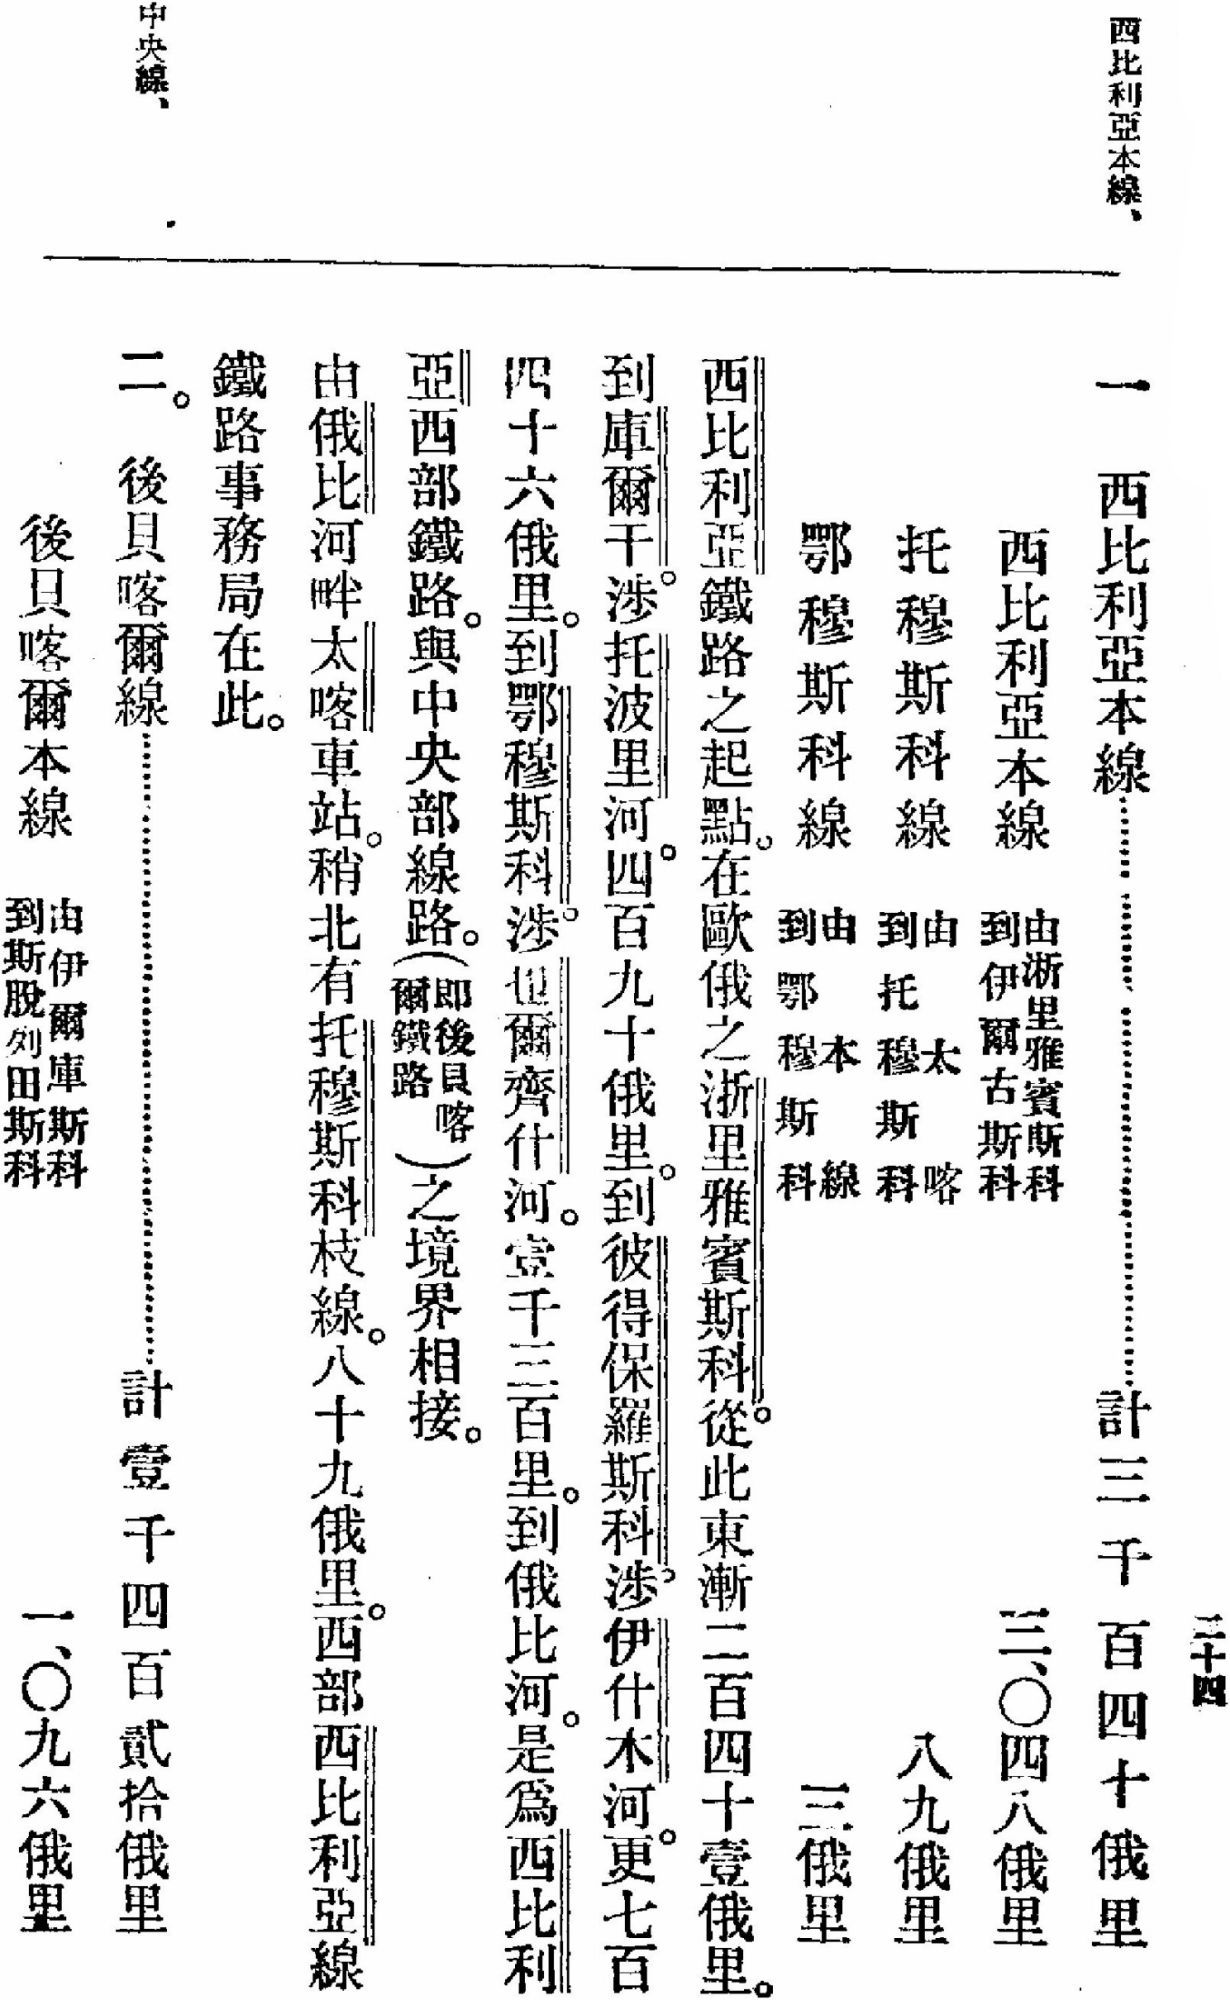 三十四
西比利亞本線、
一　西比利亞本線…………計三千百四十俄里
西比利亞本線　由浙里雅賓斯科到伊爾古斯科　三、〇四八俄里
托穆斯科線　由太喀到托穆斯科　八九俄里
鄂穆斯科線　由本線到鄂穆斯科　三俄里
西比利亞鐵路之起點。在歐俄之浙里雅賓斯科。從此東漸二百四十壹俄里。
到庫爾干。涉托波里河。四百九十俄里。到彼得保羅斯科。涉伊什木河。更七百
四十六俄里。到鄂穆斯科。涉爾齊什河。壹千三百里。到俄比河。是爲西比利
亞西部鐵路。與中央部線路。(即後貝喀爾鐵路)之境界相接。
由俄比河畔太喀車站。稍北有托穆斯科枝線。八十九俄里。西部西比利亞線
鐵路事務局在此。
中央線、
二。後貝喀爾線…………計壹千四百貳拾俄里
後貝喀爾本線　由伊爾庫斯科到斯脫列田斯科　一、〇九六俄里